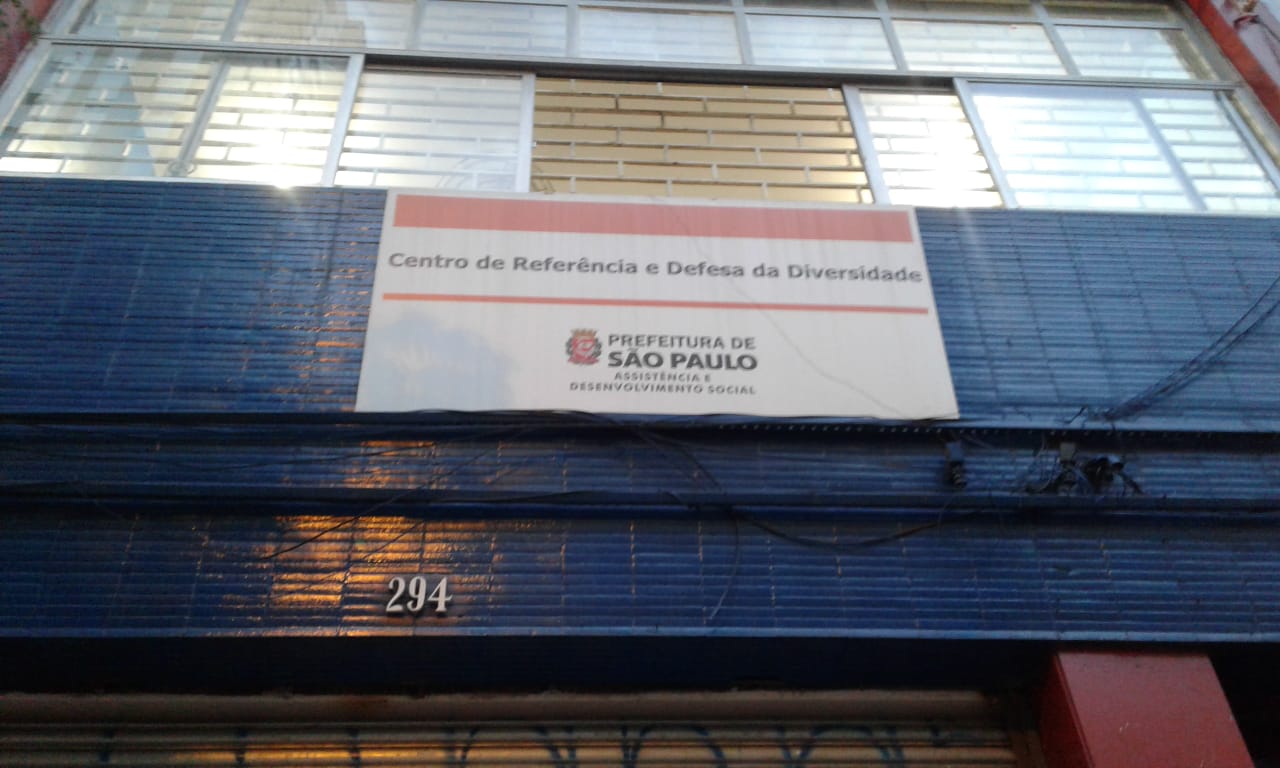 Centro de Referência e Defesa da Diversidade
PREFEITURA DE
SÃO PAULO
ASSISTÊNCIA E
DESENVOLVIMENTO SOCIAL
294